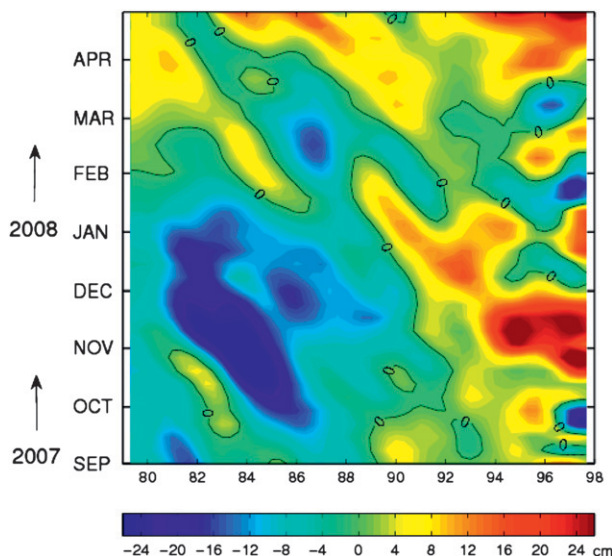 APR
MAR
FEB
2008 JAN
DEC
NOV
OCT
2007 SEP
80 82 84 86 88 90 92 94 96 98
0 0 0 0 0 0 0 0 0 0 0 0 0 0 0 0
−24 −20 −16 −12 −8 −4 0 4 8 12 16 20 24 cm